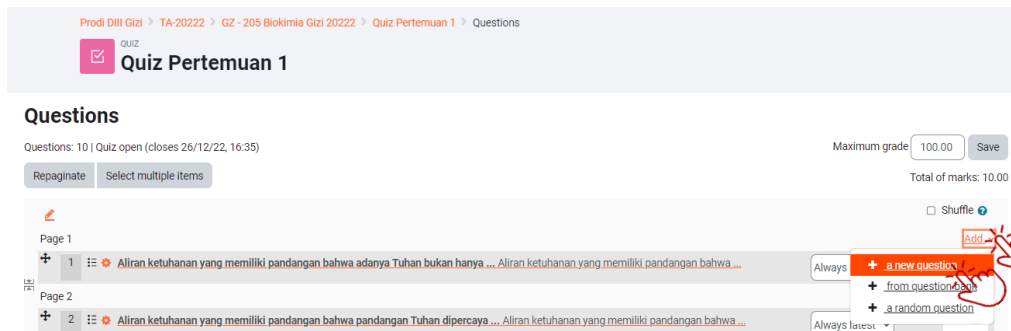 Prodi DIII Gizi > TA-20222 > GZ - 205 Biokimia Gizi 20222 > Quiz Pertemuan 1 > Questions
QUIZ
Quiz Pertemuan 1
Questions
Questions: 10 | Quiz open (closes 26/12/22, 16:35)
Maximum grade 100.00 Save
Repaginate Select multiple items
Total of marks: 10.00
Shuffle
Page 1
Add
1 Aliran ketuhanan yang memiliki pandangan bahwa adanya Tuhan bukan hanya ... Aliran ketuhanan yang memiliki pandangan bahwa ...
Always
+ a new question
+ from question bank
+ a random question
Page 2
2 Aliran ketuhanan yang memiliki pandangan bahwa pandangan Tuhan dipercaya ... Aliran ketuhanan yang memiliki pandangan bahwa ...
Always latest